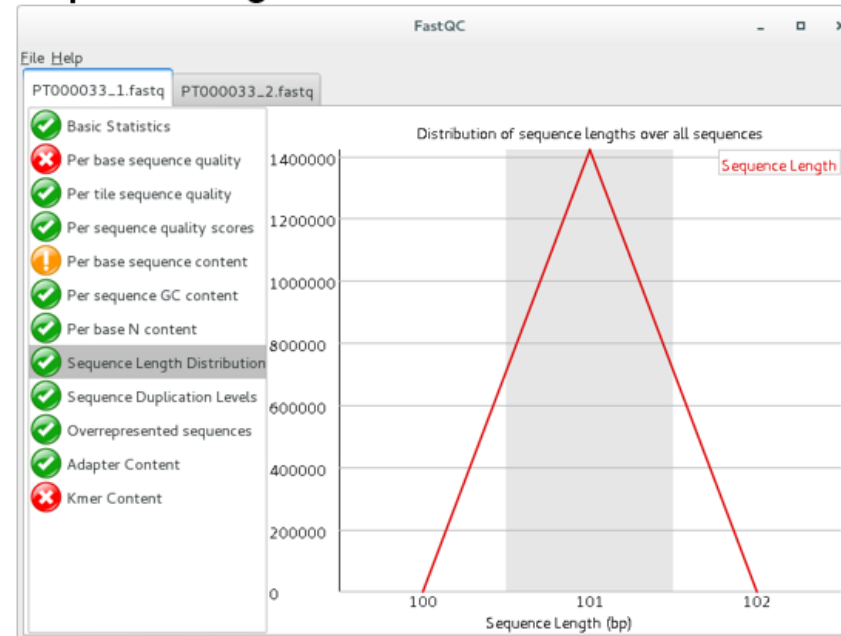 FastQC
File Help
PT000033_1.fastq PT000033_2.fastq
Basic Statistics
Per base sequence quality
Per tile sequence quality
Per sequence quality scores
Per base sequence content
Per sequence GC content
Per base N content
Sequence Length Distribution
Sequence Duplication Levels
Overrepresented sequences
Adapter Content
Kmer Content
Distribution of sequence lengths over all sequences
Sequence Length
1400000
1200000
1000000
800000
600000
400000
200000
0
100 101 102
Sequence Length (bp)